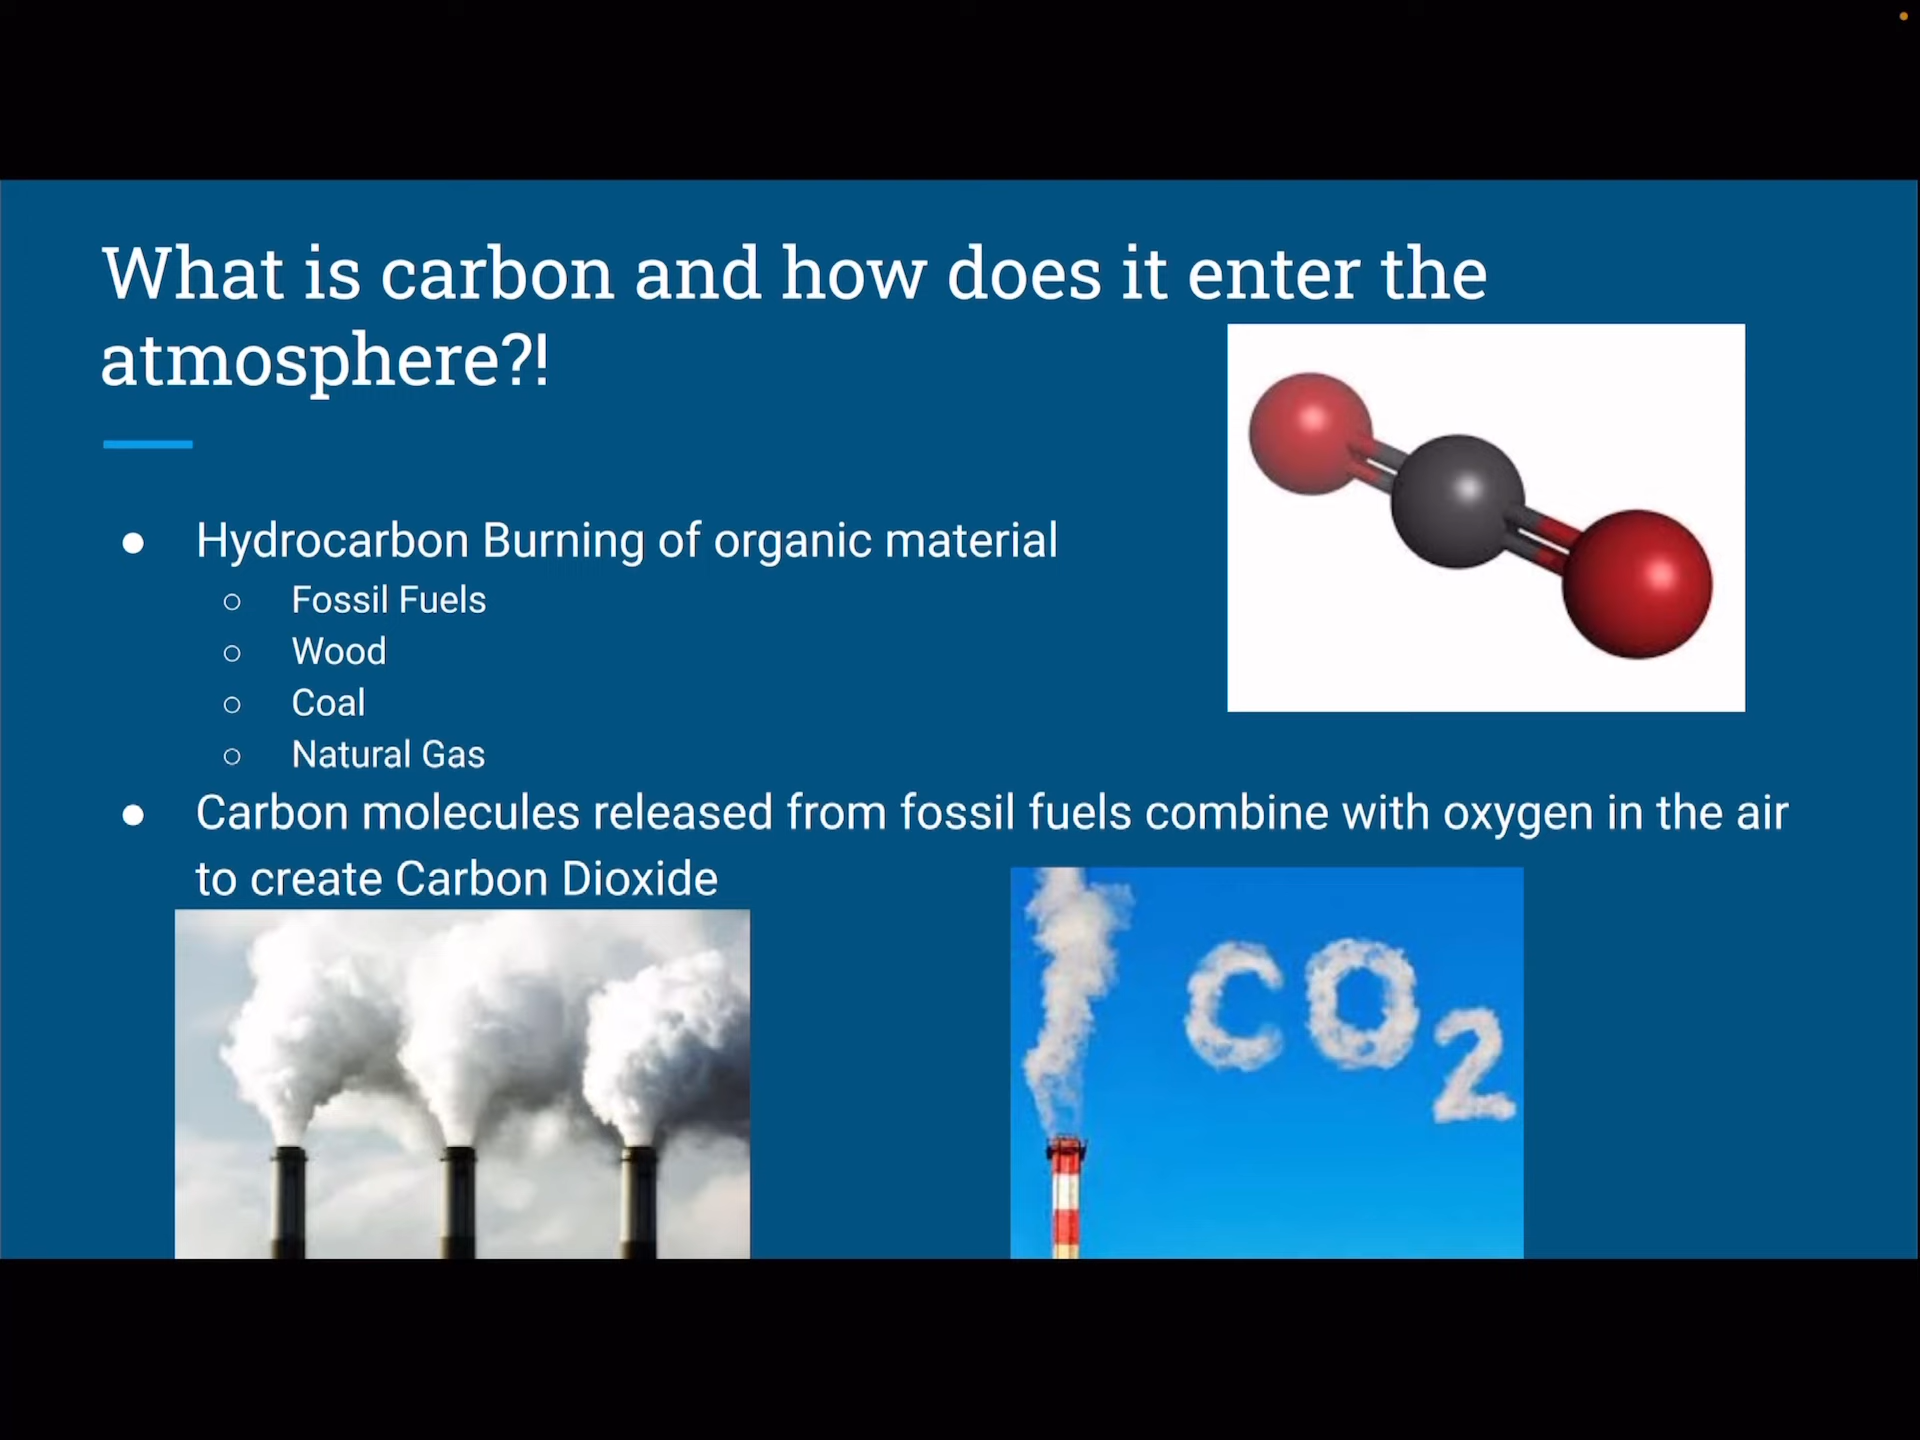 What is carbon and how does it enter the
atmosphere?!
● Hydrocarbon Burning of organic material
○ Fossil Fuels
○ Wood
○ Coal
○ Natural Gas
● Carbon molecules released from fossil fuels combine with oxygen in the air
to create Carbon Dioxide
CO₂